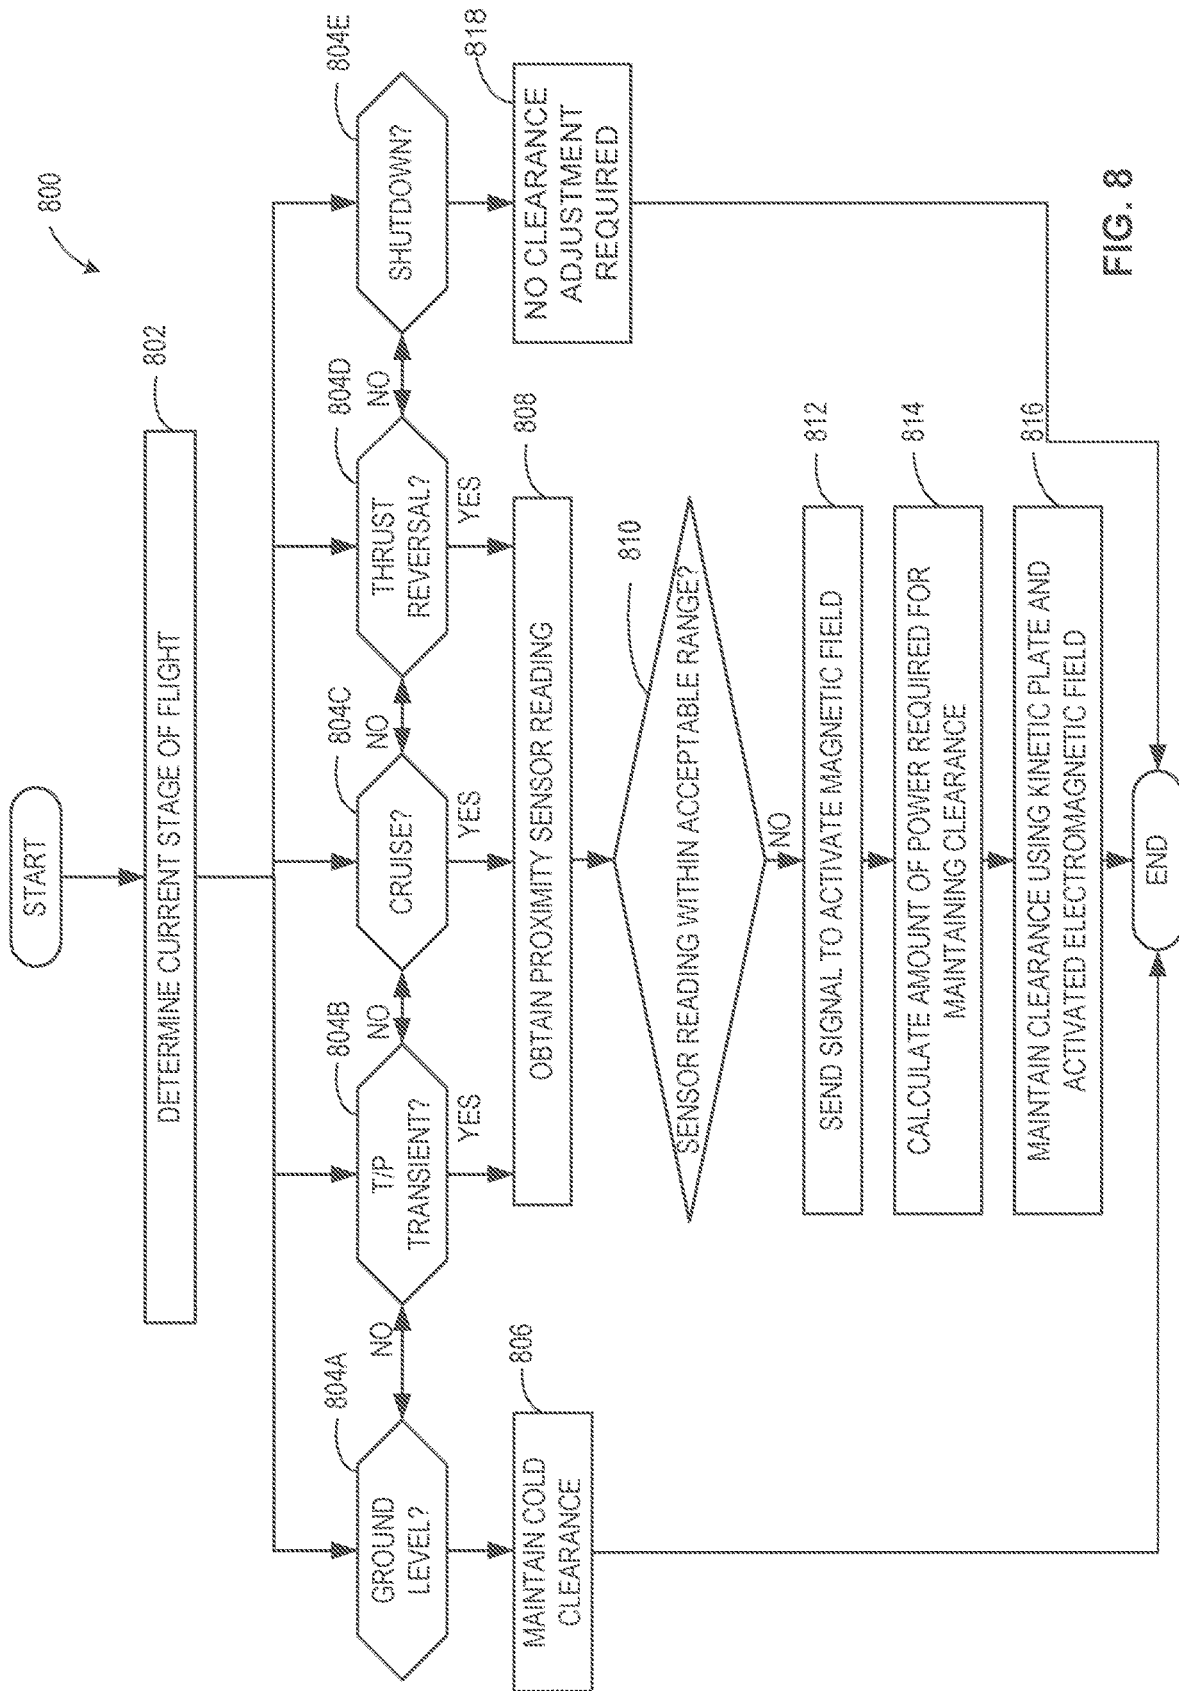 800
START
802
DETERMINE CURRENT STAGE OF FLIGHT
804A
GROUND
LEVEL?
NO
804B
T/P
TRANSIENT?
NO
804C
CRUISE?
NO
804D
THRUST
REVERSAL?
NO
804E
SHUTDOWN?
YES
YES
YES
806
MAINTAIN COLD
CLEARANCE
808
OBTAIN PROXIMITY SENSOR READING
818
NO CLEARANCE
ADJUSTMENT
REQUIRED
810
SENSOR READING WITHIN ACCEPTABLE RANGE?
NO
812
SEND SIGNAL TO ACTIVATE MAGNETIC FIELD
814
CALCULATE AMOUNT OF POWER REQUIRED FOR
MAINTAINING CLEARANCE
816
MAINTAIN CLEARANCE USING KINETIC PLATE AND
ACTIVATED ELECTROMAGNETIC FIELD
END
FIG. 8